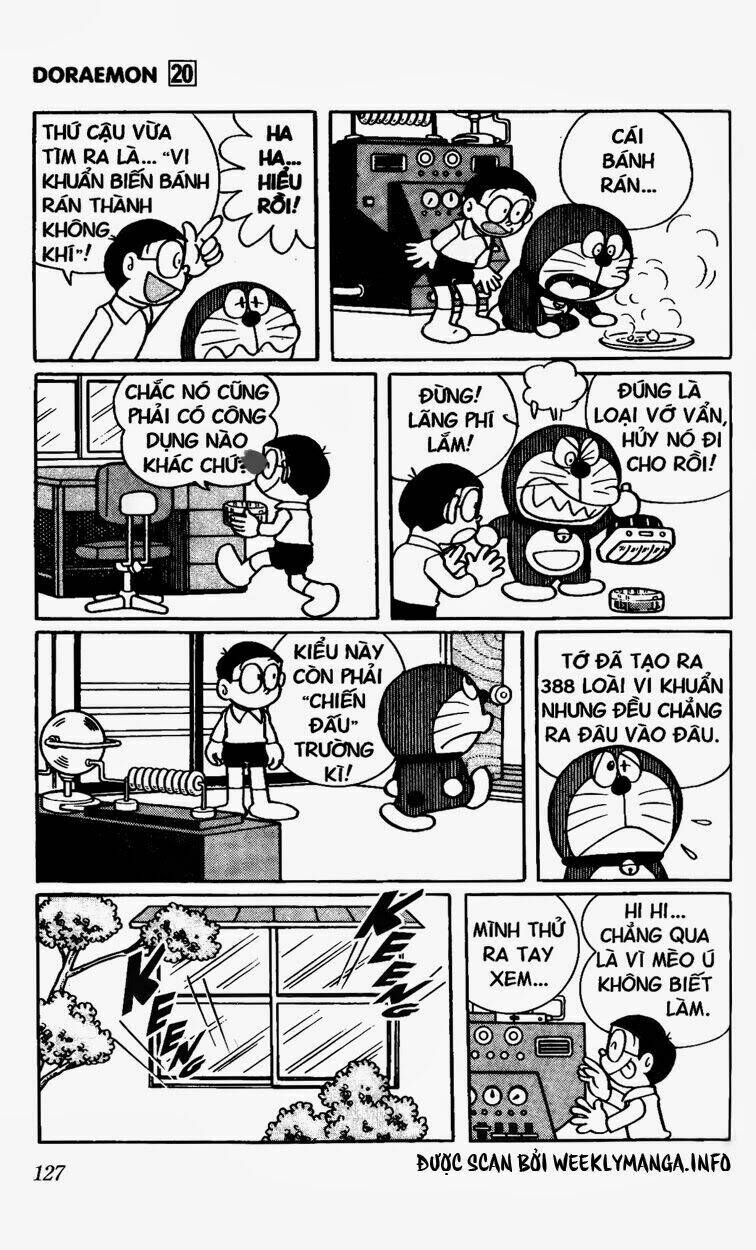 DORAEMON 20
CÁI
BÁNH
RÁN...
HA
HA...
HIỂU
RỒI!
THỨ CẬU VỪA
TÌM RA LÀ... "VI
KHUẨN BIẾN BÁNH
RÁN THÀNH
KHÔNG
KHÍ"!
ĐÚNG LÀ
LOẠI VỚ VẨN,
HỦY NÓ ĐI
CHO RỒI!
ĐỪNG!
LÃNG PHÍ
LẮM!
CHẮC NÓ CŨNG
PHẢI CÓ CÔNG
DỤNG NÀO
KHÁC CHỨ?
TỚ ĐÃ TẠO RA
388 LOÀI VI KHUẨN
NHƯNG ĐỀU CHẲNG
RA ĐÂU VÀO ĐÂU.
KIỂU NÀY
CÒN PHẢI
"CHIẾN
ĐẤU"
TRƯỜNG
KÌ!
HI HI...
CHẲNG QUA
LÀ VÌ MÈO Ú
KHÔNG BIẾT
LÀM.
MÌNH THỬ
RA TAY
XEM...
KEENG
KEENG
127
ĐƯỢC SCAN BỞI WEEKLYMANGA.INFO